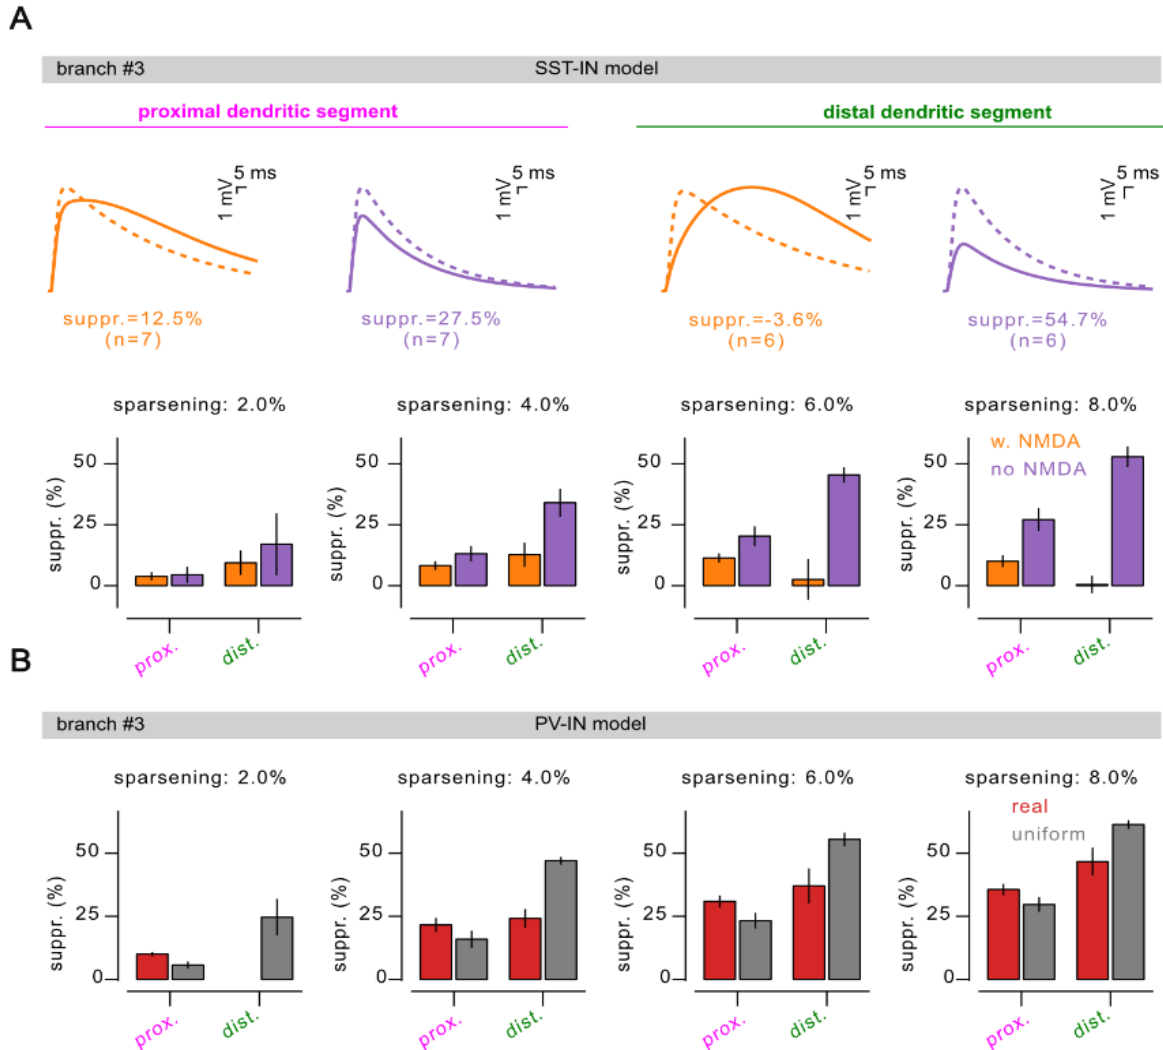 A
branch #3 SST-IN model
proximal dendritic segment distal dendritic segment
5 ms 5 ms 5 ms 5 ms
1 mV 1 mV 1 mV 1 mV
suppr.=12.5% suppr.=27.5% suppr.=-3.6% suppr.=54.7%
(n=7) (n=7) (n=6) (n=6)
sparsening: 2.0% sparsening: 4.0% sparsening: 6.0% sparsening: 8.0%
w. NMDA
no NMDA
suppr. (%) suppr. (%) suppr. (%) suppr. (%)
50 50 50 50
25 25 25 25
0 0 0 0
prox. dist. prox. dist. prox. dist. prox. dist.
B
branch #3 PV-IN model
sparsening: 2.0% sparsening: 4.0% sparsening: 6.0% sparsening: 8.0%
real
uniform
suppr. (%) suppr. (%) suppr. (%) suppr. (%)
50 50 50 50
25 25 25 25
0 0 0 0
prox. dist. prox. dist. prox. dist. prox. dist.